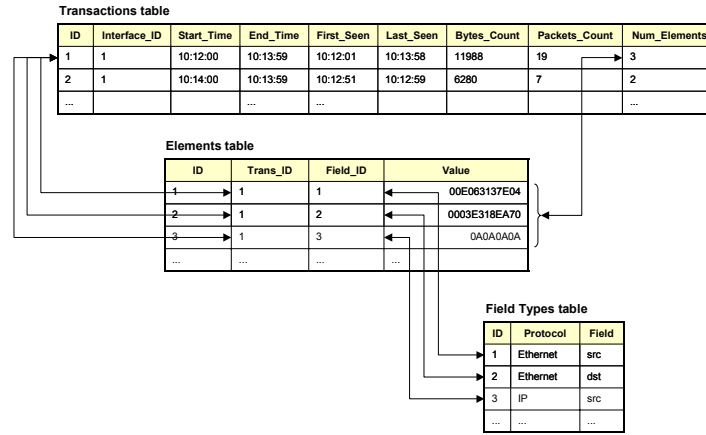 Transactions table
ID Interface_ID Start_Time End_Time First_Seen Last_Seen Bytes_Count Packets_Count Num_Elements
1 1 10:12:00 10:13:59 10:12:01 10:13:58 11988 19 3
2 1 10:14:00 10:13:59 10:12:51 10:12:59 6280 7 2
... ... ... ...
Elements table
ID Trans_ID Field_ID Value
1 1 1 00E063137E04
2 1 2 0003E318EA70
3 1 3 0A0A0A0A
... ... ... ...
Field Types table
ID Protocol Field
1 Ethernet src
2 Ethernet dst
3 IP src
... ... ...